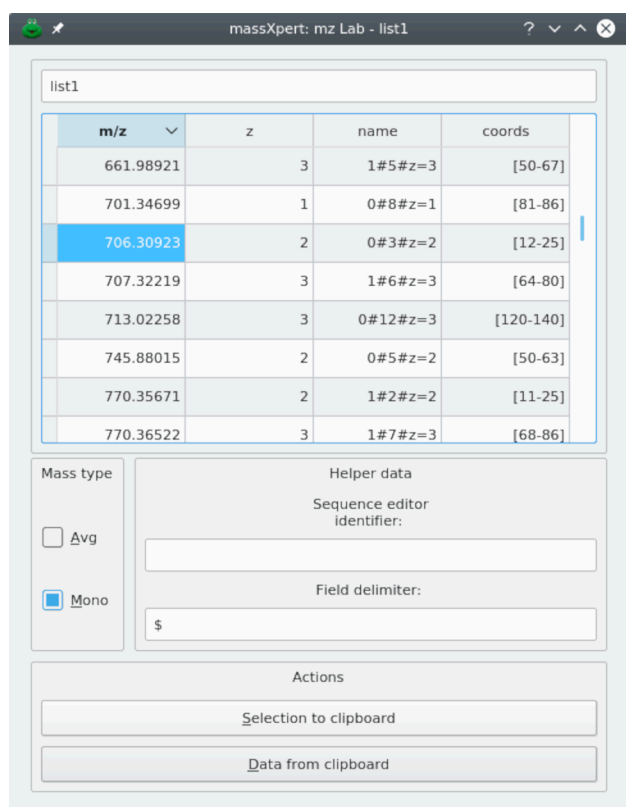 massXpert: mz Lab - list1
list1
m/z z name coords
661.98921 3 1#5#z=3 [50-67]
701.34699 1 0#8#z=1 [81-86]
706.30923 2 0#3#z=2 [12-25]
707.32219 3 1#6#z=3 [64-80]
713.02258 3 0#12#z=3 [120-140]
745.88015 2 0#5#z=2 [50-63]
770.35671 2 1#2#z=2 [11-25]
770.36522 3 1#7#z=3 [68-86]
Mass type
Avg
Mono
Helper data
Sequence editor
identifier:
Field delimiter:
$
Actions
Selection to clipboard
Data from clipboard